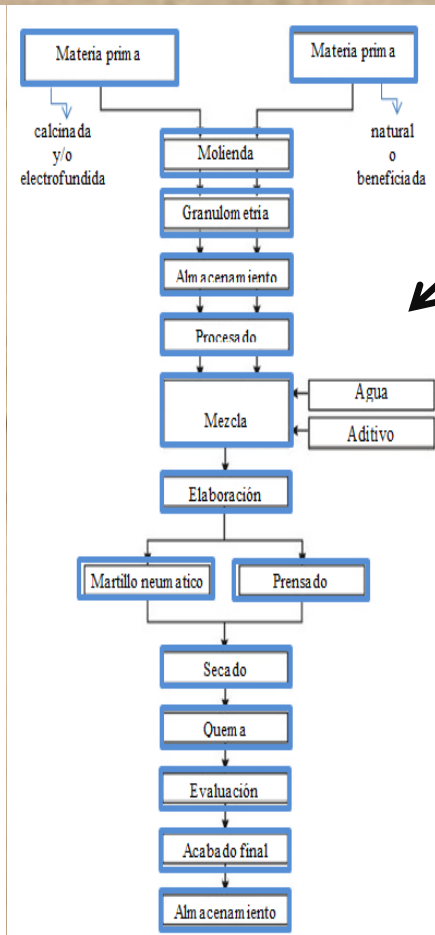 Materia prima
Materia prima
calcinada
y/o
electrofundida
natural
o
beneficiada
Molienda
Granulometría
Almacenamiento
Procesado
Mezcla
Agua
Aditivo
Elaboración
Martillo neumatico
Prensado
Secado
Quema
Evaluación
Acabado final
Almacenamiento